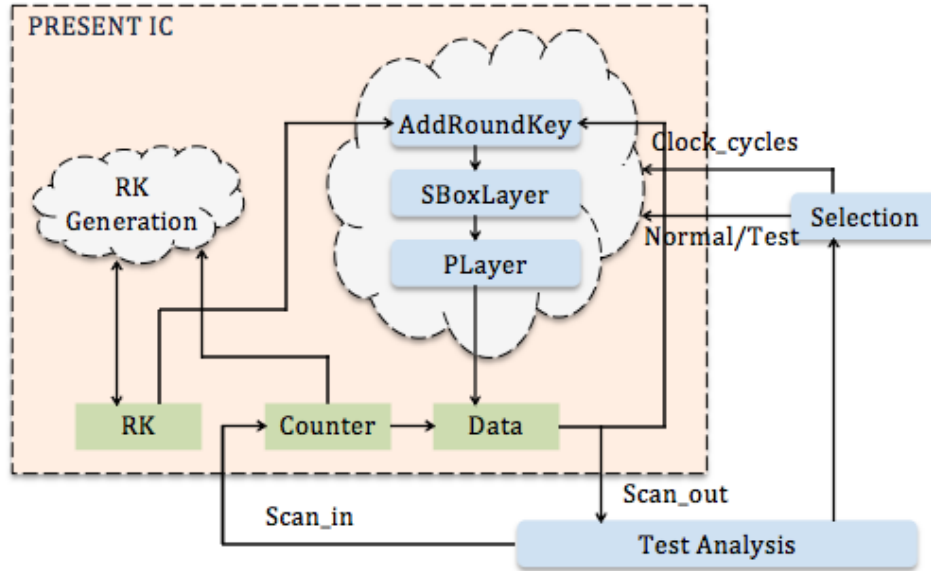 PRESENT IC
AddRoundKey
Clock_cycles
RK
Generation
SBoxLayer
Selection
Normal/Test
PLayer
RK
Counter
Data
Scan_out
Scan_in
Test Analysis